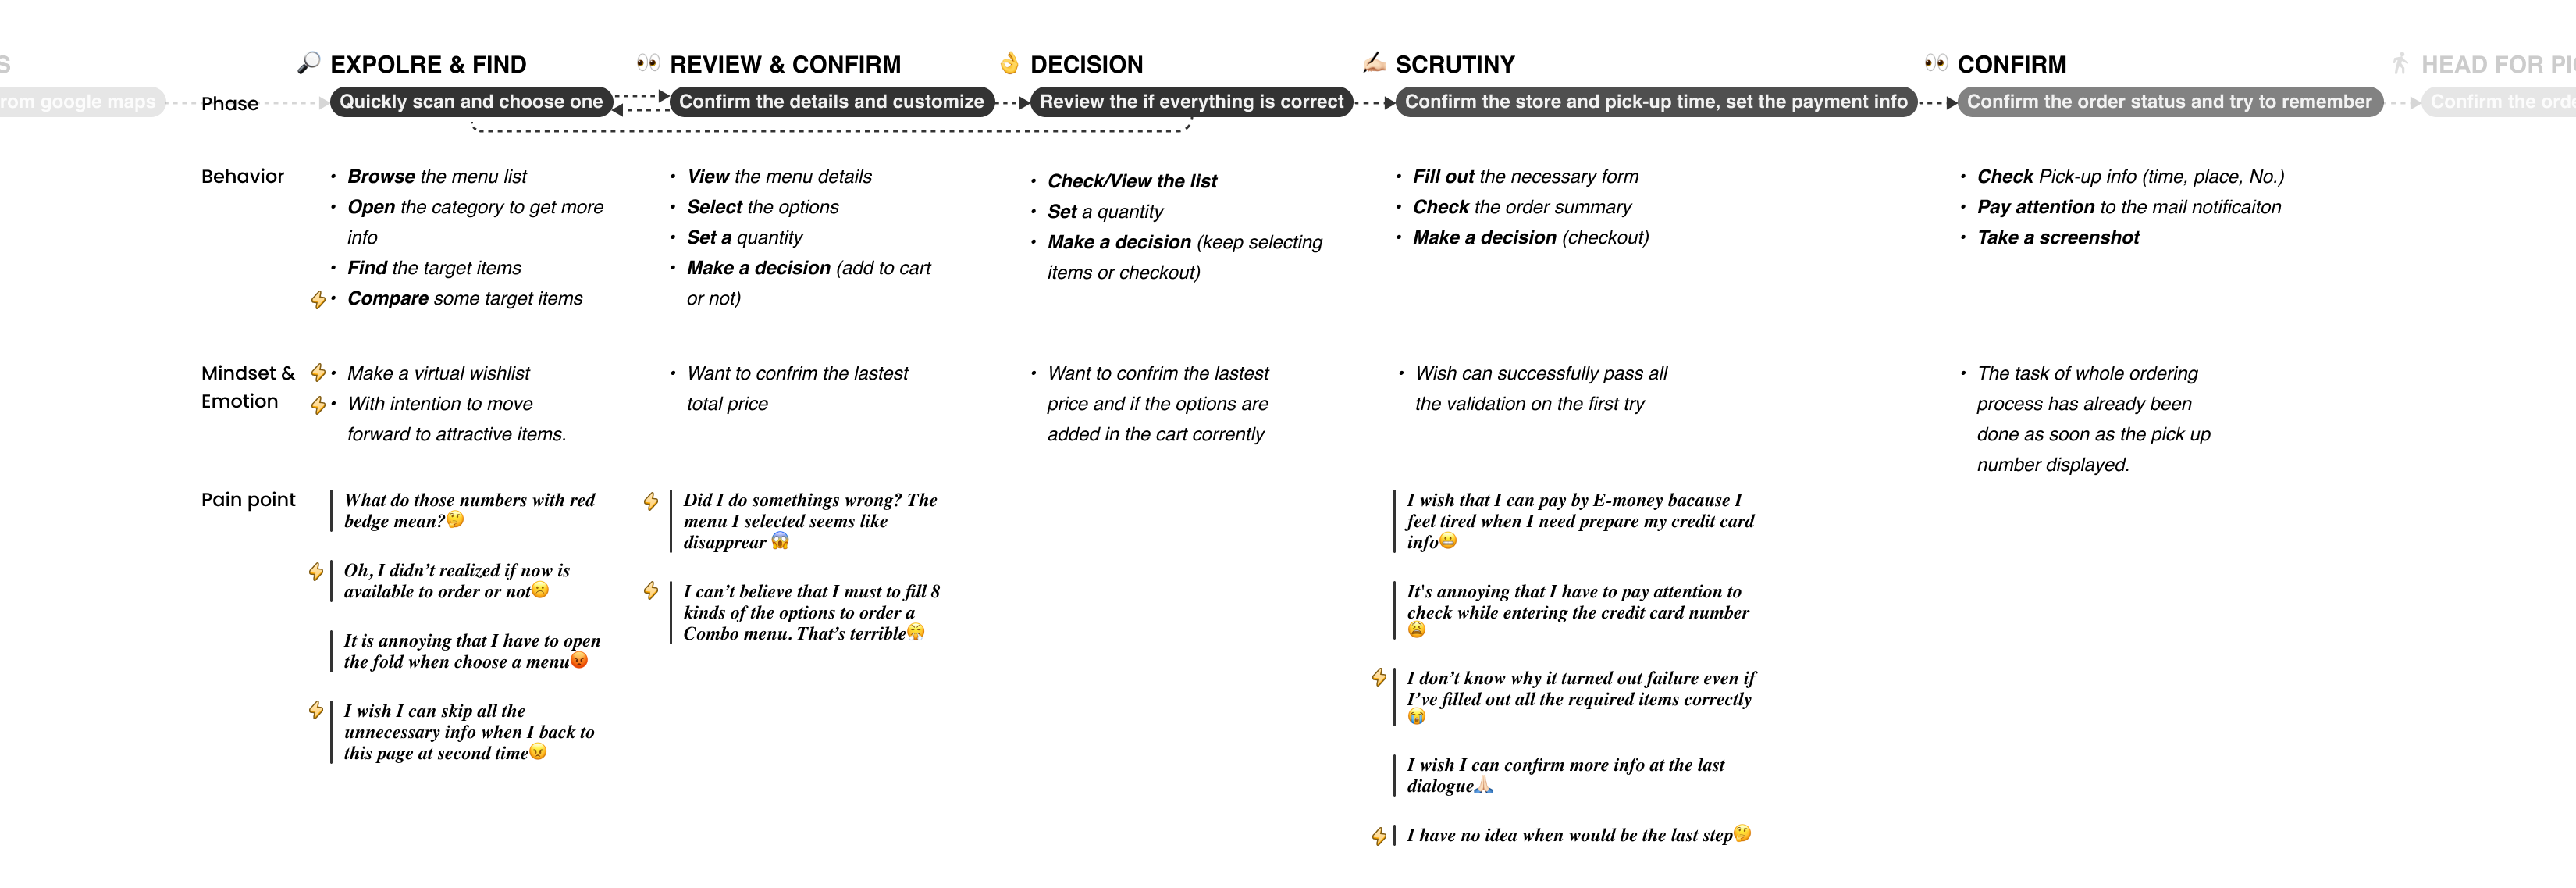 S
🔎 EXPOLRE & FIND
👀 REVIEW & CONFIRM
👌 DECISION
✍🏻 SCRUTINY
👀 CONFIRM
HEAD FOR PI
rom google maps
Phase
Quickly scan and choose one
Confirm the details and customize
Review the if everything is correct
Confirm the store and pick-up time, set the payment info
Confirm the order status and try to remember
Confirm the orde
Behavior
• Browse the menu list
• Open the category to get more
info
• Find the target items
⚡• Compare some target items
• View the menu details
• Select the options
• Set a quantity
• Make a decision (add to cart
or not)
• Check/View the list
• Set a quantity
• Make a decision (keep selecting
items or checkout)
• Fill out the necessary form
• Check the order summary
• Make a decision (checkout)
• Check Pick-up info (time, place, No.)
• Pay attention to the mail notificaiton
• Take a screenshot
Mindset &
Emotion
⚡• Make a virtual wishlist
⚡• With intention to move
forward to attractive items.
• Want to confrim the lastest
total price
• Want to confrim the lastest
price and if the options are
added in the cart corrently
• Wish can successfully pass all
the validation on the first try
• The task of whole ordering
process has already been
done as soon as the pick up
number displayed.
Pain point
What do those numbers with red
bedge mean?🤔
⚡ Oh, I didn't realized if now is
available to order or not☹️
It is annoying that I have to open
the fold when choose a menu😡
⚡ I wish I can skip all the
unnecessary info when I back to
this page at second time😠
⚡ Did I do somethings wrong? The
menu I selected seems like
disapprear 😱
⚡ I can't believe that I must to fill 8
kinds of the options to order a
Combo menu. That's terrible😤
I wish that I can pay by E-money bacause I
feel tired when I need prepare my credit card
info😬
It's annoying that I have to pay attention to
check while entering the credit card number
😫
⚡ I don't know why it turned out failure even if
I've filled out all the required items correctly
😭
I wish I can confirm more info at the last
dialogue🙏🏻
⚡ I have no idea when would be the last step🤔